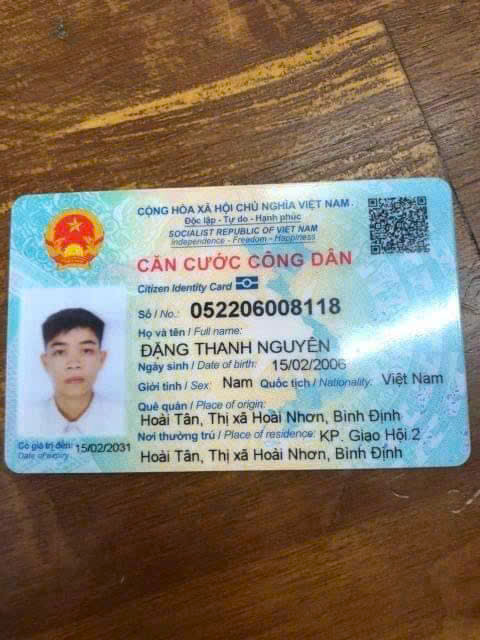 CỘNG HÒA XÃ HỘI CHỦ NGHĨA VIỆT NAM
Độc lập - Tự do - Hạnh phúc
SOCIALIST REPUBLIC OF VIET NAM
Independence - Freedom - Happiness
CĂN CƯỚC CÔNG DÂN
Citizen Identity Card
Số / No.: 052206008118
Họ và tên / Full name:
ĐẶNG THANH NGUYÊN
Ngày sinh / Date of birth: 15/02/2006
Giới tính / Sex: Nam Quốc tịch / Nationality: Việt Nam
Quê quán / Place of origin:
Hoài Tân, Thị xã Hoài Nhơn, Bình Định
Nơi thường trú / Place of residence: KP. Giao Hội 2
Hoài Tân, Thị xã Hoài Nhơn, Bình Định
Có giá trị đến: 15/02/2031
Date of expiry